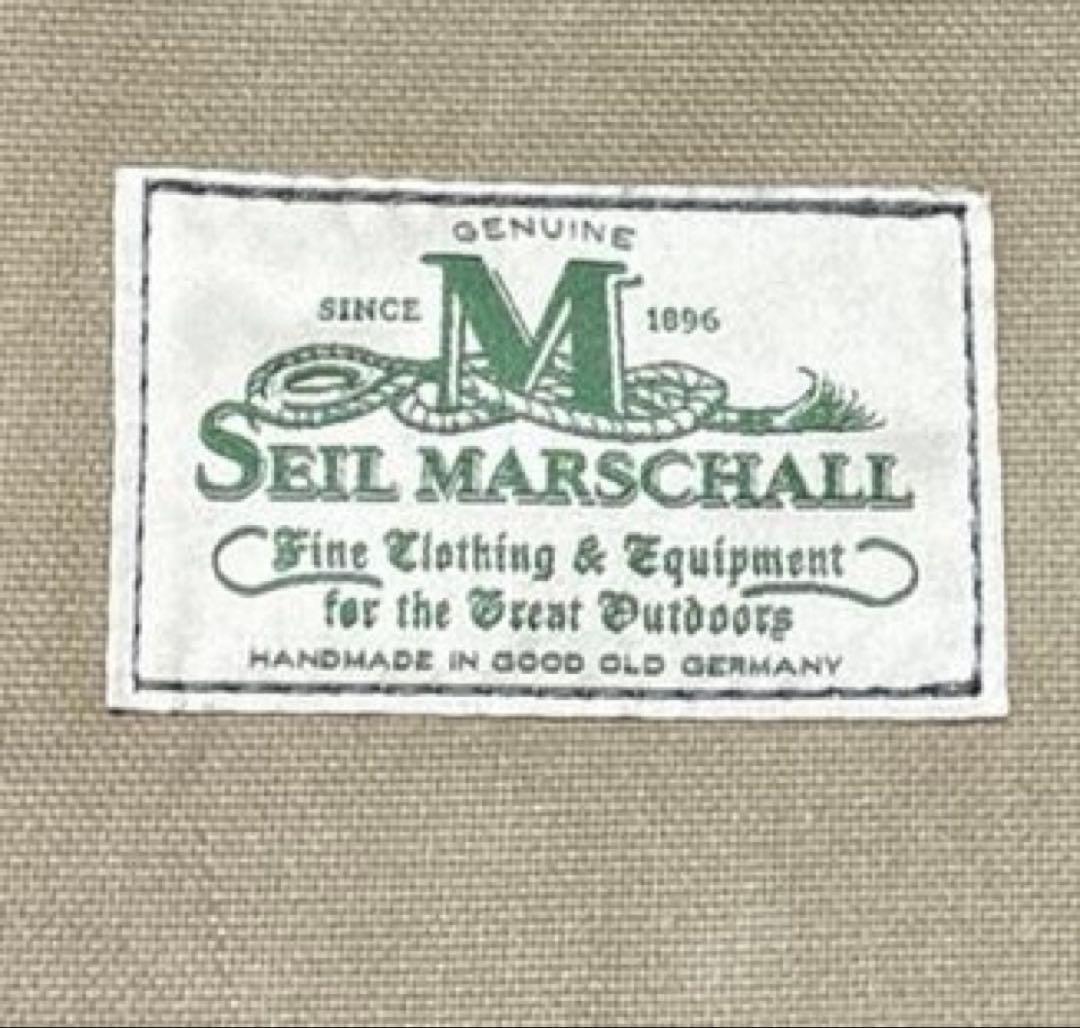 GENUINE
SINCE M 1896
SEIL MARSCHALL
Fine Clothing & Equipment
for the Great Outdoors
HANDMADE IN GOOD OLD GERMANY